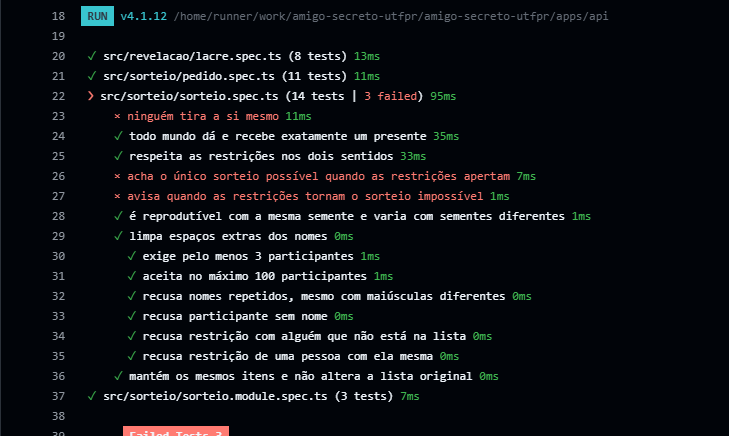 18 RUN v4.1.12 /home/runner/work/amigo-secreto-utfpr/amigo-secreto-utfpr/apps/api
19
20 ✓ src/revelacao/lacre.spec.ts (8 tests) 13ms
21 ✓ src/sorteio/pedido.spec.ts (11 tests) 11ms
22 ❯ src/sorteio/sorteio.spec.ts (14 tests | 3 failed) 95ms
23 × ninguém tira a si mesmo 11ms
24 ✓ todo mundo dá e recebe exatamente um presente 35ms
25 ✓ respeita as restrições nos dois sentidos 33ms
26 × acha o único sorteio possível quando as restrições apertam 7ms
27 × avisa quando as restrições tornam o sorteio impossível 1ms
28 ✓ é reprodutível com a mesma semente e varia com sementes diferentes 1ms
29 ✓ limpa espaços extras dos nomes 0ms
30 ✓ exige pelo menos 3 participantes 1ms
31 ✓ aceita no máximo 100 participantes 1ms
32 ✓ recusa nomes repetidos, mesmo com maiúsculas diferentes 0ms
33 ✓ recusa participante sem nome 0ms
34 ✓ recusa restrição com alguém que não está na lista 0ms
35 ✓ recusa restrição de uma pessoa com ela mesma 0ms
36 ✓ mantém os mesmos itens e não altera a lista original 0ms
37 ✓ src/sorteio/sorteio.module.spec.ts (3 tests) 7ms
38
39 Failed Tests 3